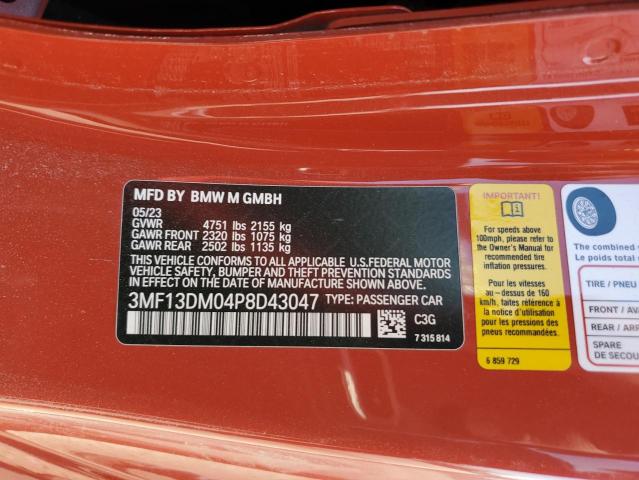 MFD BY BMW M GMBH
05/23
GVWR 4751 lbs 2155 kg
GAWR FRONT 2320 lbs 1075 kg
GAWR REAR 2502 lbs 1135 kg
THIS VEHICLE CONFORMS TO ALL APPLICABLE U.S.FEDERAL MOTOR
VEHICLE SAFETY, BUMPER AND THEFT PREVENTION STANDARDS
IN EFFECT ON THE DATE OF MANUFACTURE SHOWN ABOVE.
3MF13DM04P8D43047 TYPE: PASSENGER CAR
C3G
7 315 814
IMPORTANT!
For speeds above
100mph, please refer to
the Owner's Manual for
recommended tire
inflation pressures.
Pour les vitesses
au-dessus de 160
km/h, faites référence à
la notice d'utilisation
pour les pressions des
pneus recommandées.
6 859 729
The combined
Le poids total
TIRE / PNEU
FRONT / AVA
REAR / ARR
SPARE
DE SECOU